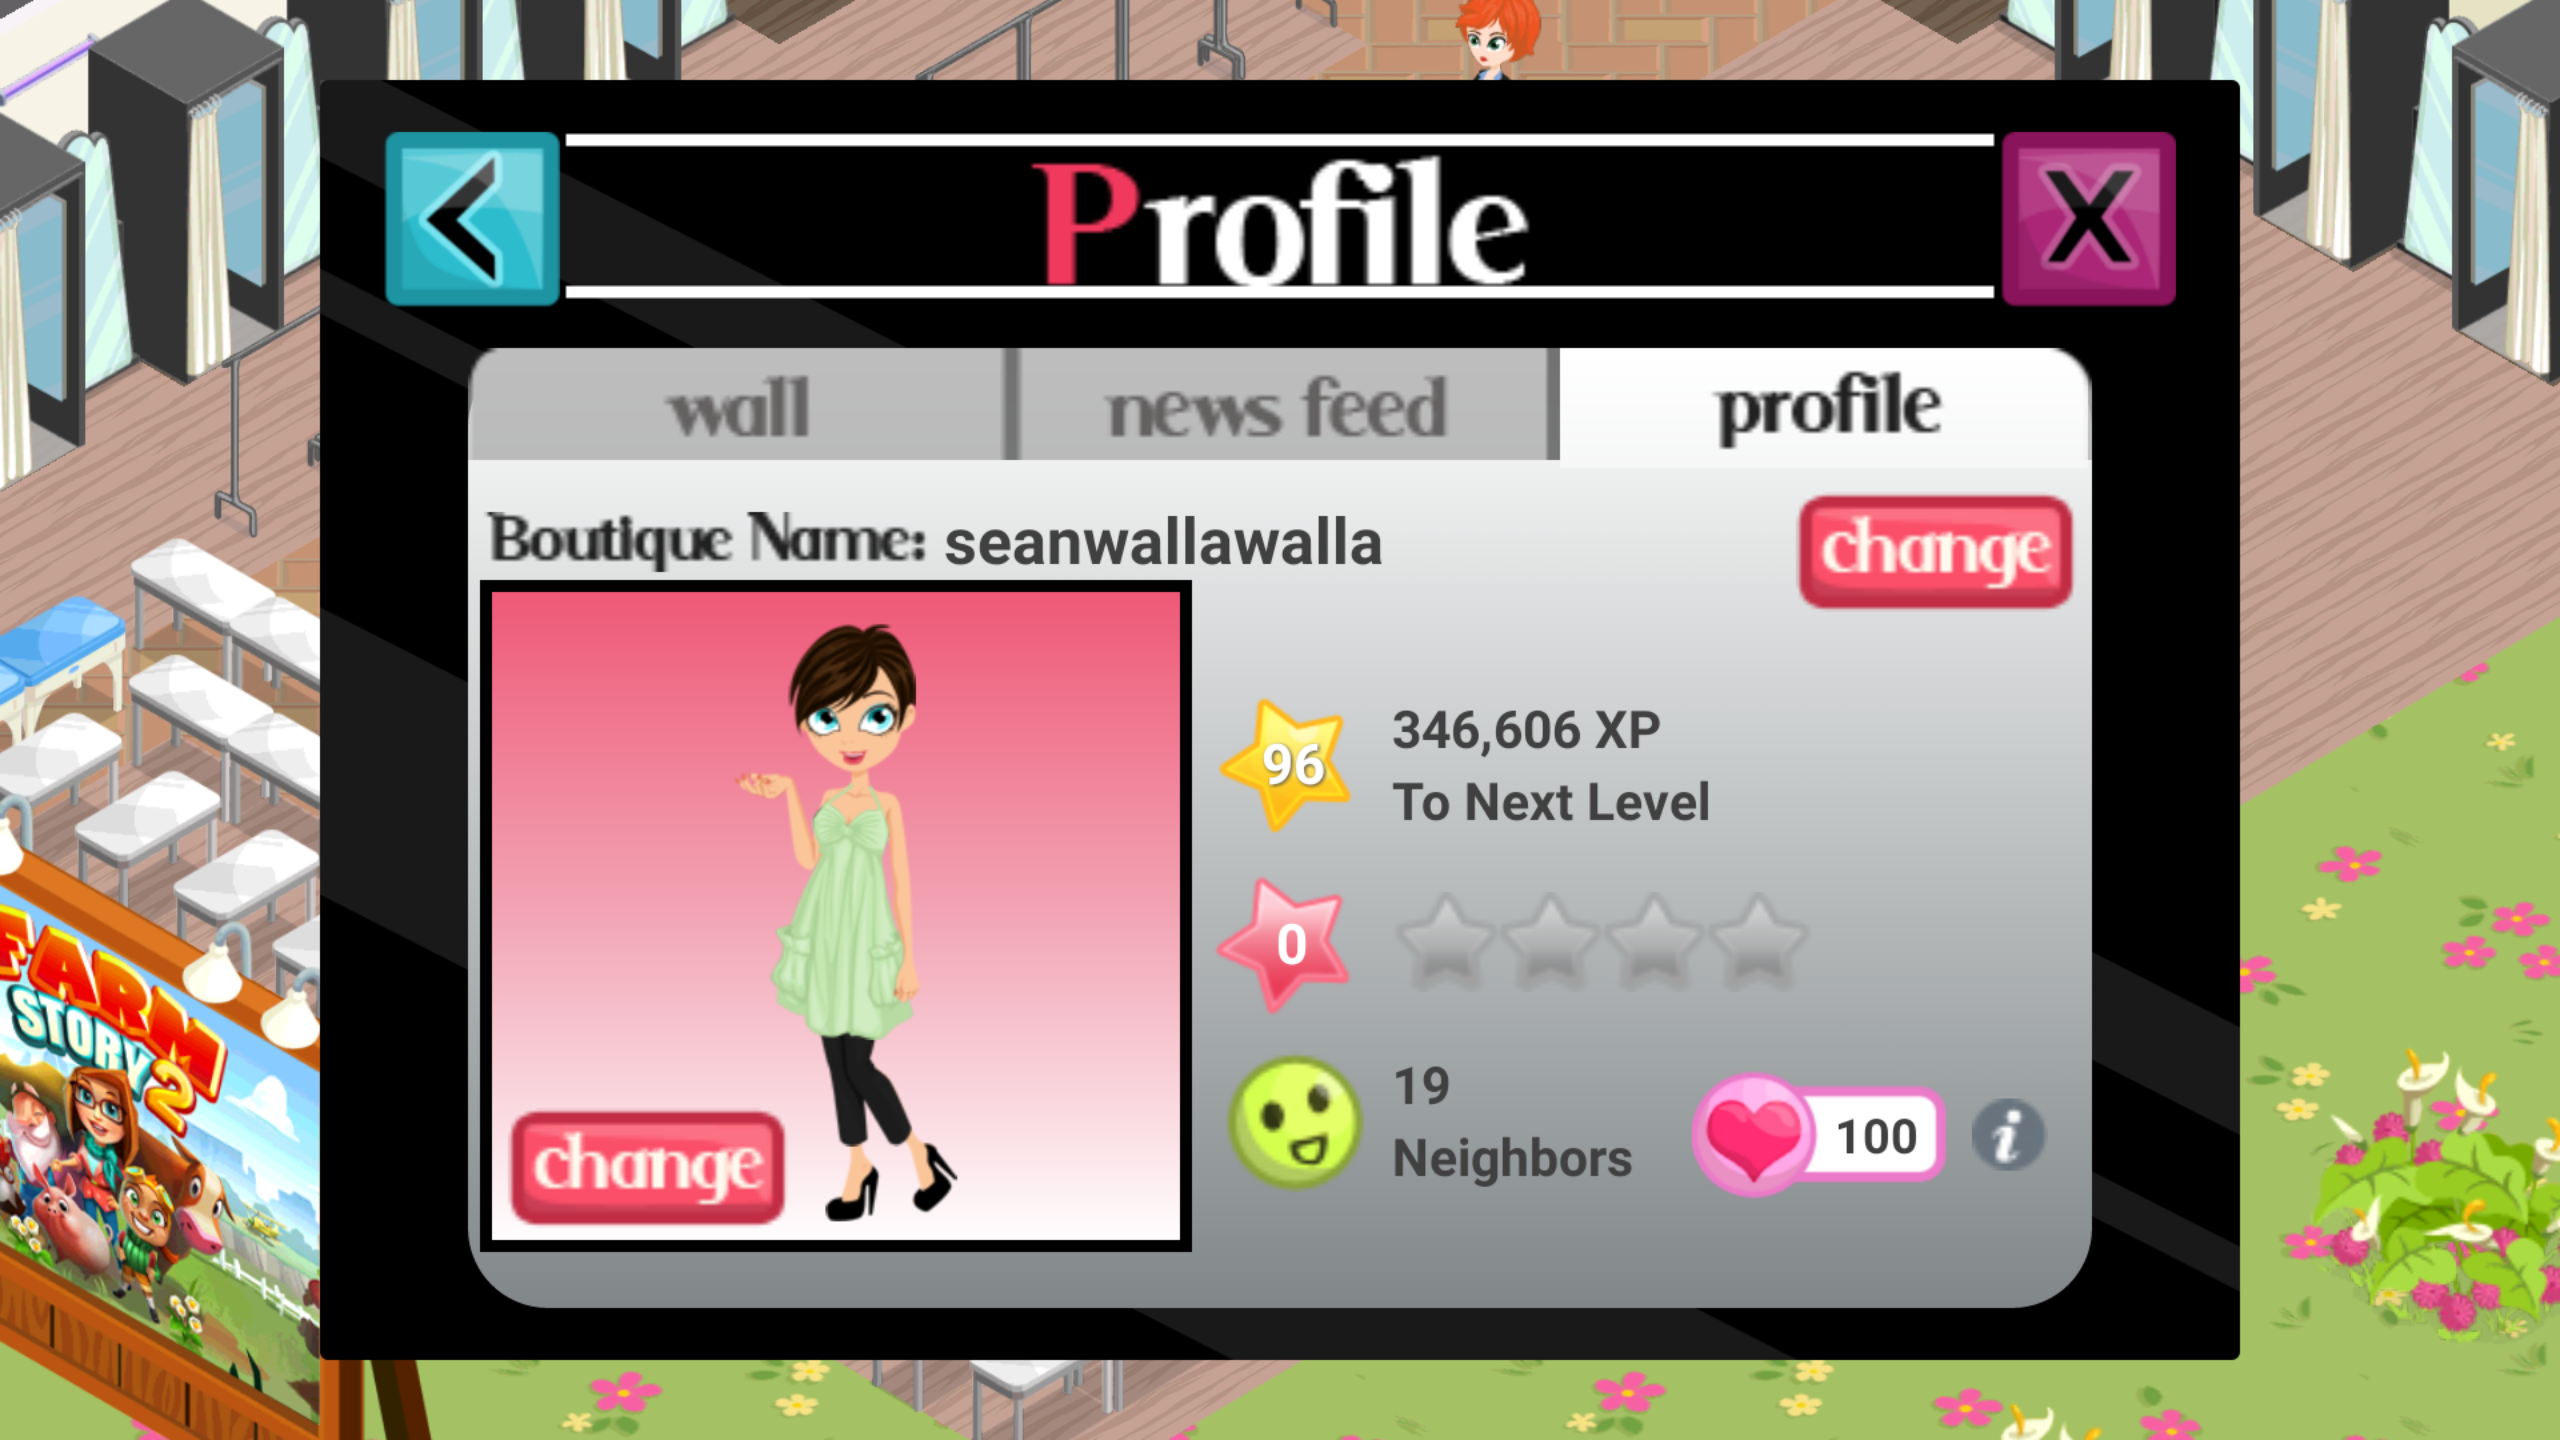 Profile
wall
news feed
profile
Boutique Name: seanwallawalla
change
96
346,606 XP
To Next Level
0
19
Neighbors
100
i
change
FARM
STORY 2